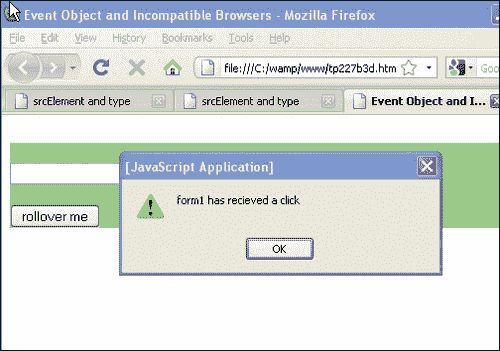 Event Object and Incompatible Browsers - Mozilla Firefox
File Edit View History Bookmarks Tools Help
file:///C:/wamp/www/tp227b3d.htm
Goo
srcElement and type srcElement and type Event Object and I...
[JavaScript Application]
form1 has recieved a click
rollover me
OK